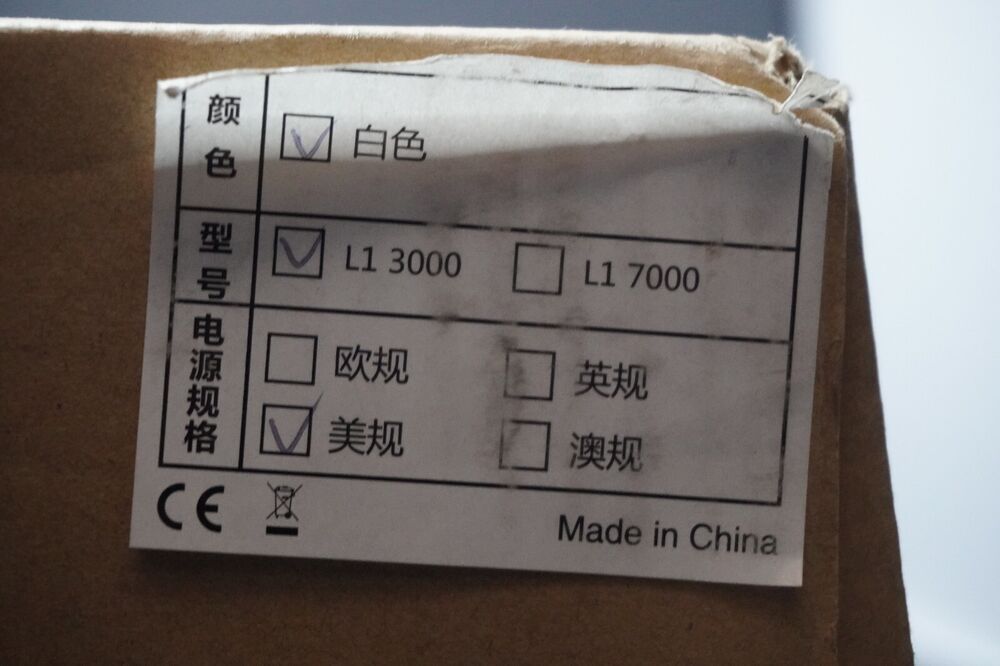 颜色
白色
型号
L1 3000 L1 7000
电源规格
欧规 英规
美规 澳规
CE
Made in China